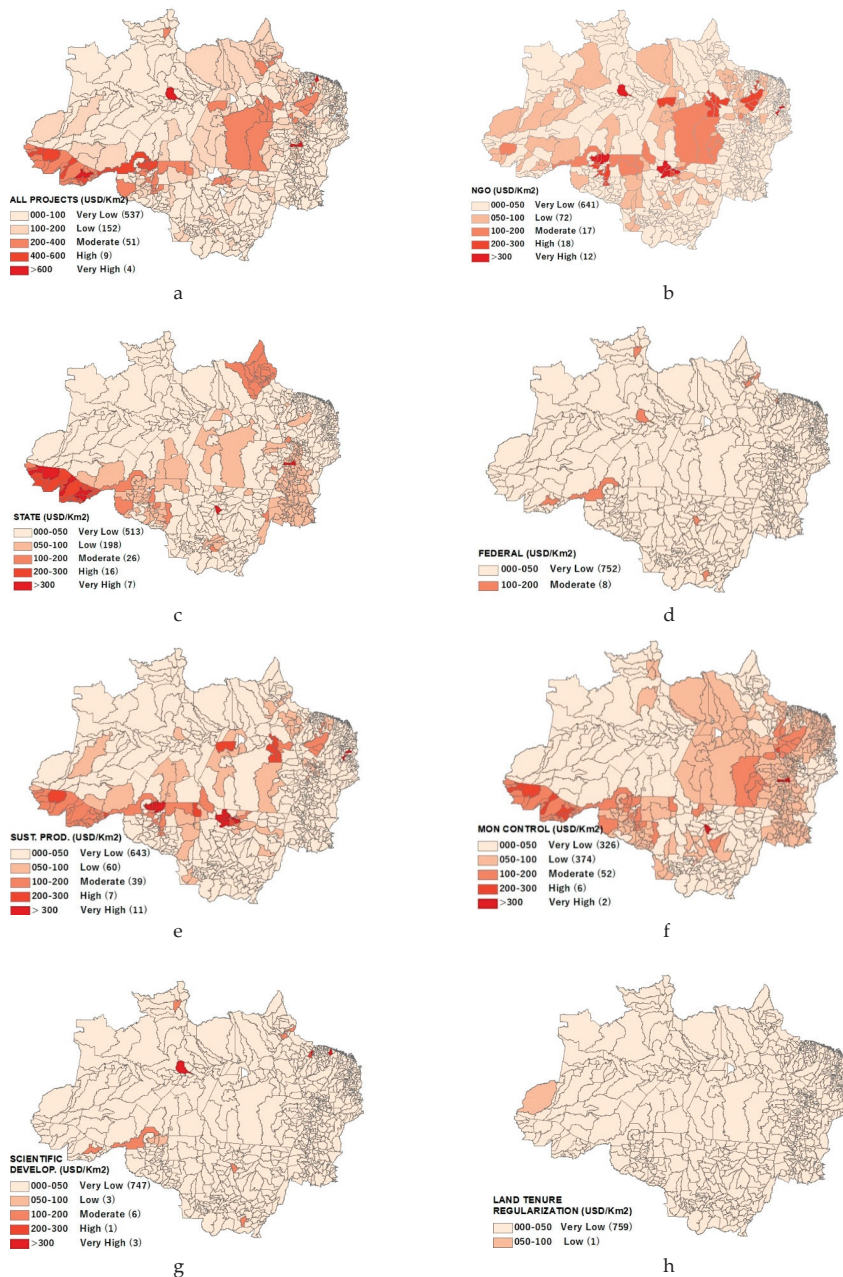 ALL PROJECTS (USD/Km2)
000-100 Very Low (537)
100-200 Low (152)
200-400 Moderate (51)
400-600 High (9)
>600 Very High (4)
a
NGO (USD/Km2)
000-050 Very Low (641)
050-100 Low (72)
100-200 Moderate (17)
200-300 High (18)
>300 Very High (12)
b
STATE (USD/Km2)
000-050 Very Low (513)
050-100 Low (198)
100-200 Moderate (26)
200-300 High (16)
>300 Very High (7)
c
FEDERAL (USD/Km2)
000-050 Very Low (752)
100-200 Moderate (8)
d
SUST. PROD. (USD/Km2)
000-050 Very Low (643)
050-100 Low (60)
100-200 Moderate (39)
200-300 High (7)
> 300 Very High (11)
e
MON CONTROL (USD/Km2)
000-050 Very Low (326)
050-100 Low (374)
100-200 Moderate (52)
200-300 High (6)
>300 Very High (2)
f
SCIENTIFIC
DEVELOP. (USD/Km2)
000-050 Very Low (747)
050-100 Low (3)
100-200 Moderate (6)
200-300 High (1)
>300 Very High (3)
g
LAND TENURE
REGULARIZATION (USD/Km2)
000-050 Very Low (759)
050-100 Low (1)
h